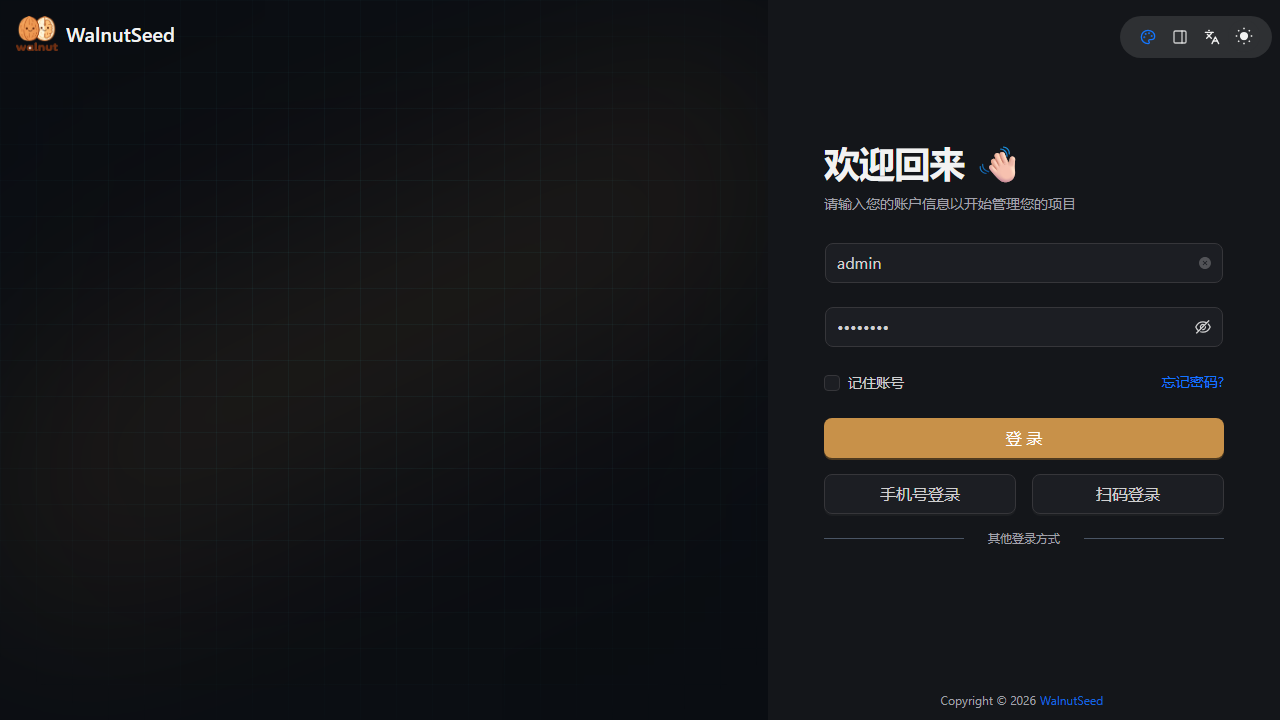 walnut
WalnutSeed
欢迎回来 👋🏻
请输入您的账户信息以开始管理您的项目
admin
••••••••
记住账号
忘记密码?
登 录
手机号登录
扫码登录
其他登录方式
Copyright © 2026 WalnutSeed